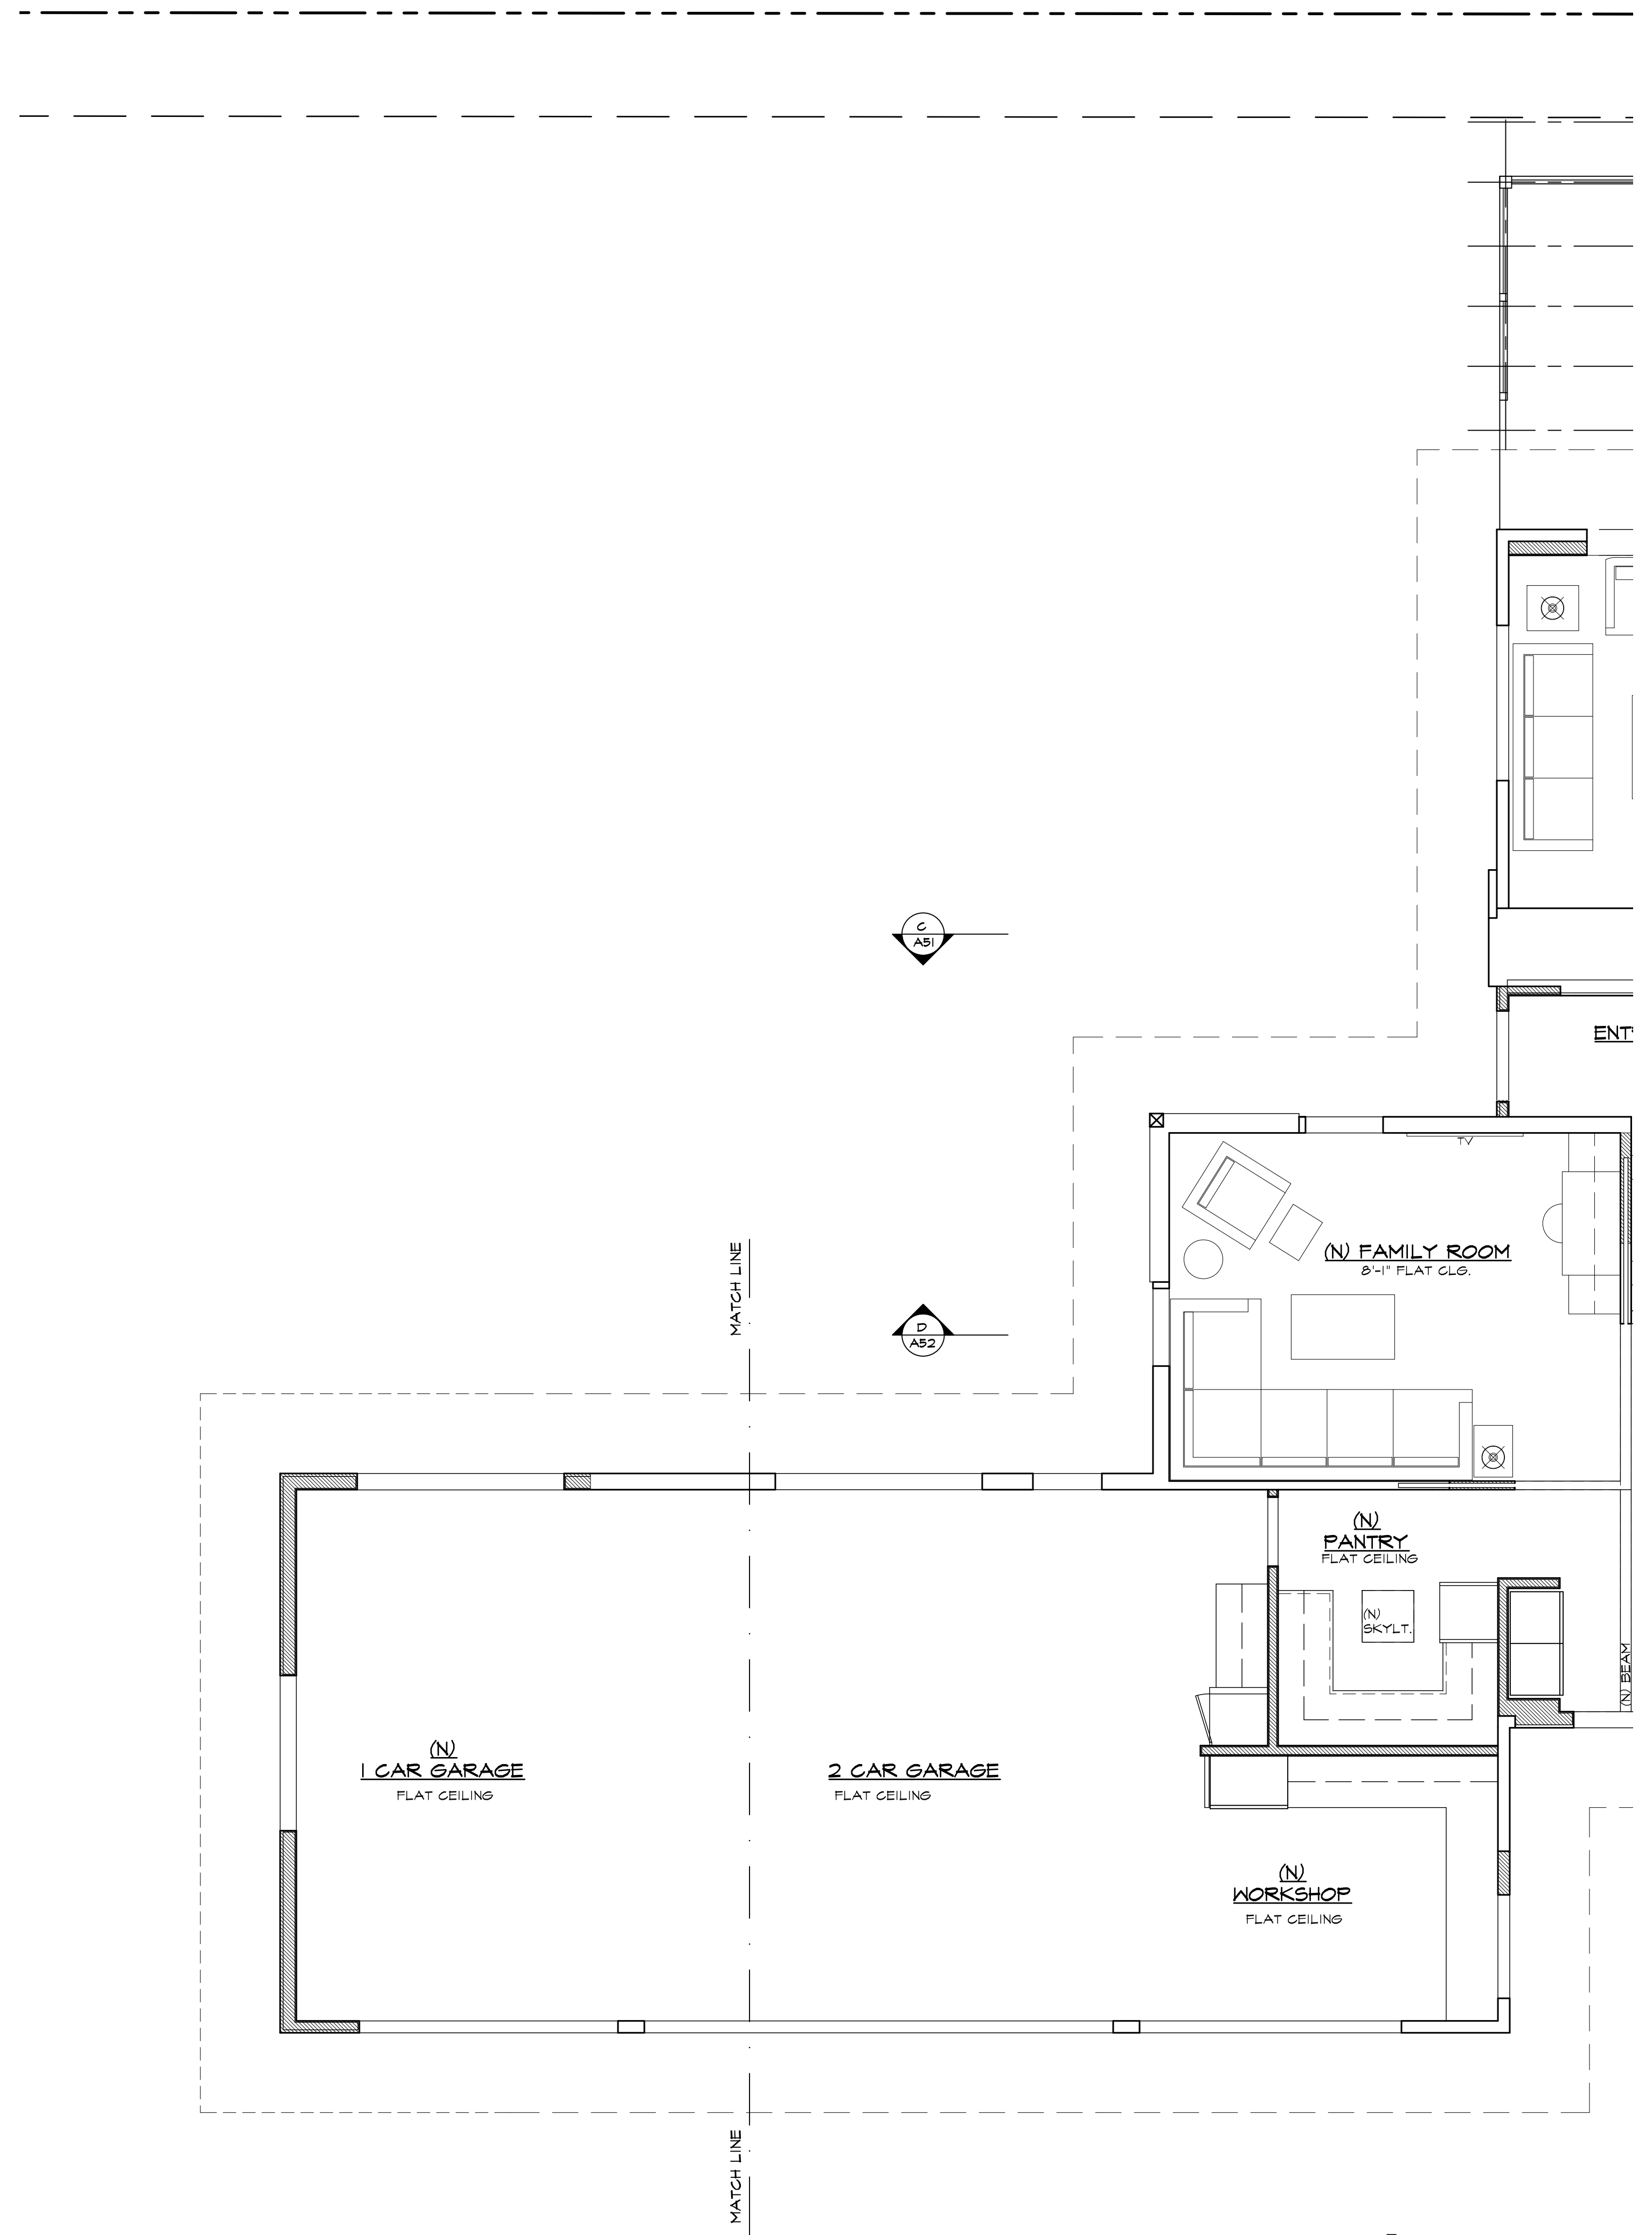 C
A51
ENT
TV
(N) FAMILY ROOM
8'-1" FLAT CLG.
MATCH LINE
D
A52
(N)
PANTRY
FLAT CEILING
(N)
SKYLT.
(N) BEAM
(N)
1 CAR GARAGE
FLAT CEILING
2 CAR GARAGE
FLAT CEILING
(N)
WORKSHOP
FLAT CEILING
MATCH LINE